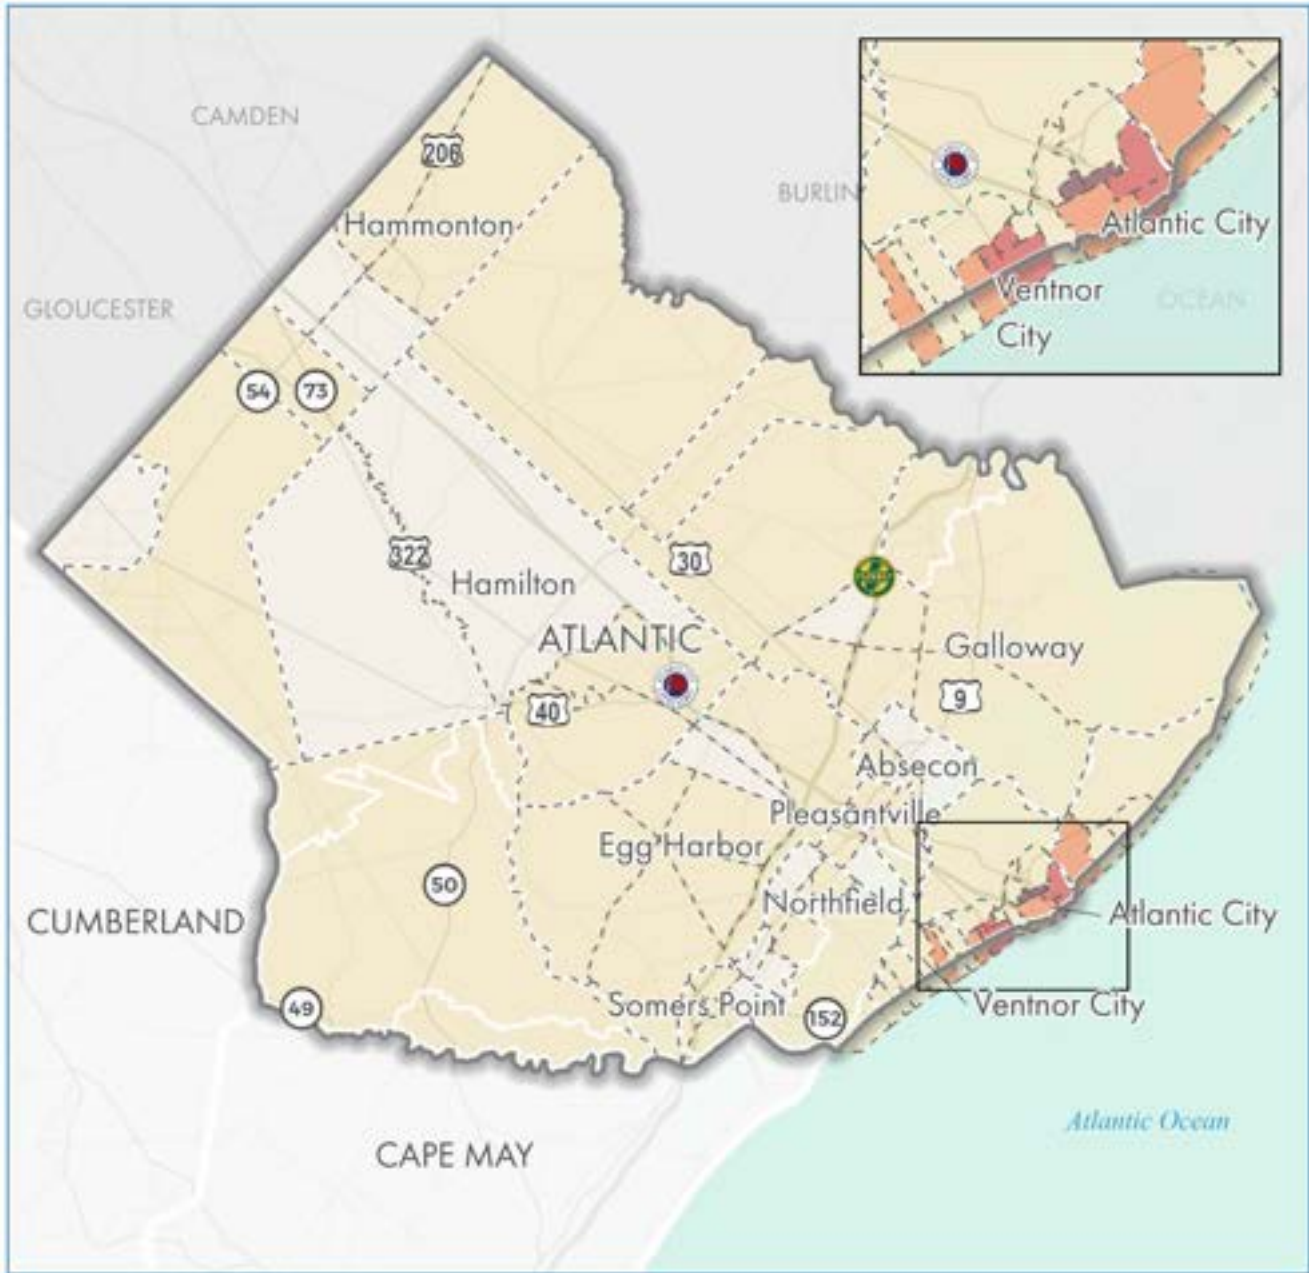 CAMDEN
206
BURLIN
Hammonton
Atlantic City
GLOUCESTER
Ventnor
City
OCEAN
54
73
322
30
Hamilton
ATLANTIC
Galloway
40
9
Absecon
Pleasantville
Egg Harbor
50
Northfield
CUMBERLAND
Atlantic City
49
Somers Point
152
Ventnor City
Atlantic Ocean
CAPE MAY